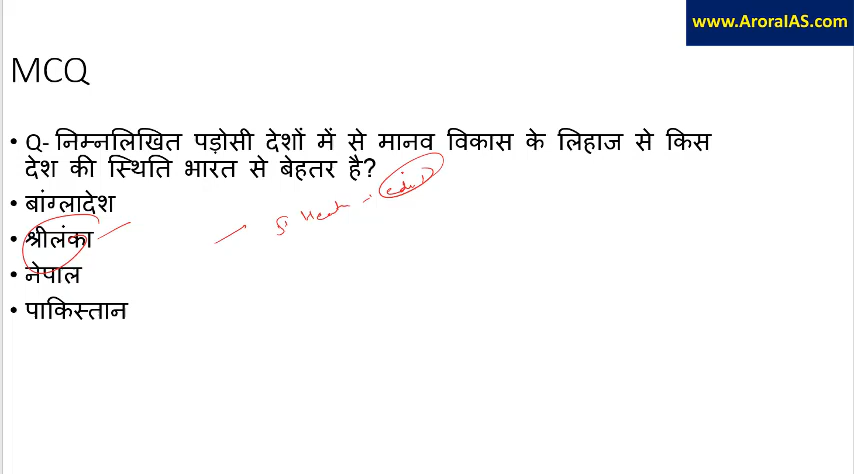 www.AroraIAS.com
MCQ
• Q- निम्नलिखित पड़ोसी देशों में से मानव विकास के लिहाज से किस
देश की स्थिति भारत से बेहतर है?
• बांग्लादेश
• श्रीलंका
• नेपाल
• पाकिस्तान